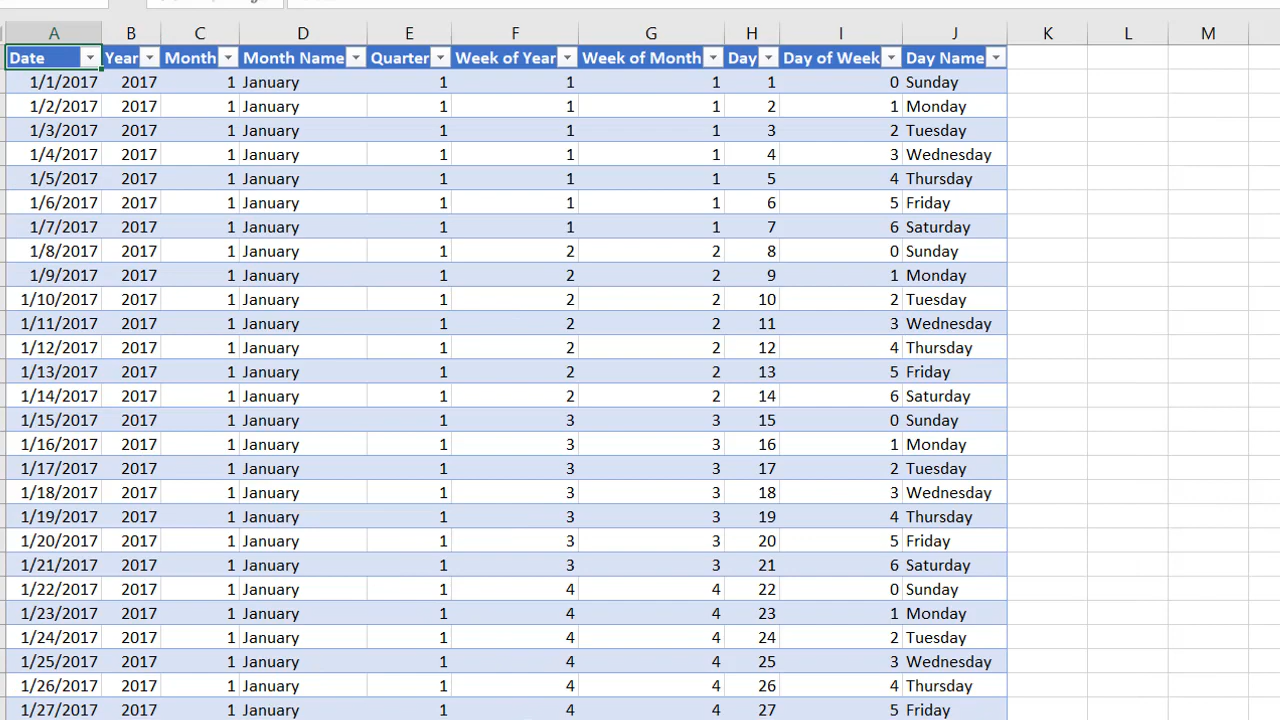 A B C D E F G H I J K L M
Date Year Month Month Name Quarter Week of Year Week of Month Day Day of Week Day Name
1/1/2017 2017 1 January 1 1 1 1 0 Sunday
1/2/2017 2017 1 January 1 1 1 2 1 Monday
1/3/2017 2017 1 January 1 1 1 3 2 Tuesday
1/4/2017 2017 1 January 1 1 1 4 3 Wednesday
1/5/2017 2017 1 January 1 1 1 5 4 Thursday
1/6/2017 2017 1 January 1 1 1 6 5 Friday
1/7/2017 2017 1 January 1 1 1 7 6 Saturday
1/8/2017 2017 1 January 1 2 2 8 0 Sunday
1/9/2017 2017 1 January 1 2 2 9 1 Monday
1/10/2017 2017 1 January 1 2 2 10 2 Tuesday
1/11/2017 2017 1 January 1 2 2 11 3 Wednesday
1/12/2017 2017 1 January 1 2 2 12 4 Thursday
1/13/2017 2017 1 January 1 2 2 13 5 Friday
1/14/2017 2017 1 January 1 2 2 14 6 Saturday
1/15/2017 2017 1 January 1 3 3 15 0 Sunday
1/16/2017 2017 1 January 1 3 3 16 1 Monday
1/17/2017 2017 1 January 1 3 3 17 2 Tuesday
1/18/2017 2017 1 January 1 3 3 18 3 Wednesday
1/19/2017 2017 1 January 1 3 3 19 4 Thursday
1/20/2017 2017 1 January 1 3 3 20 5 Friday
1/21/2017 2017 1 January 1 3 3 21 6 Saturday
1/22/2017 2017 1 January 1 4 4 22 0 Sunday
1/23/2017 2017 1 January 1 4 4 23 1 Monday
1/24/2017 2017 1 January 1 4 4 24 2 Tuesday
1/25/2017 2017 1 January 1 4 4 25 3 Wednesday
1/26/2017 2017 1 January 1 4 4 26 4 Thursday
1/27/2017 2017 1 January 1 4 4 27 5 Friday